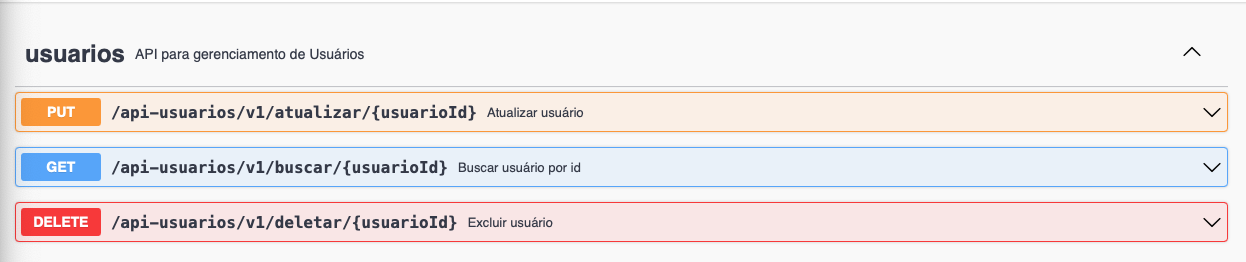 usuarios API para gerenciamento de Usuários
PUT /api-usuarios/v1/atualizar/{usuarioId} Atualizar usuário
GET /api-usuarios/v1/buscar/{usuarioId} Buscar usuário por id
DELETE /api-usuarios/v1/deletar/{usuarioId} Excluir usuário